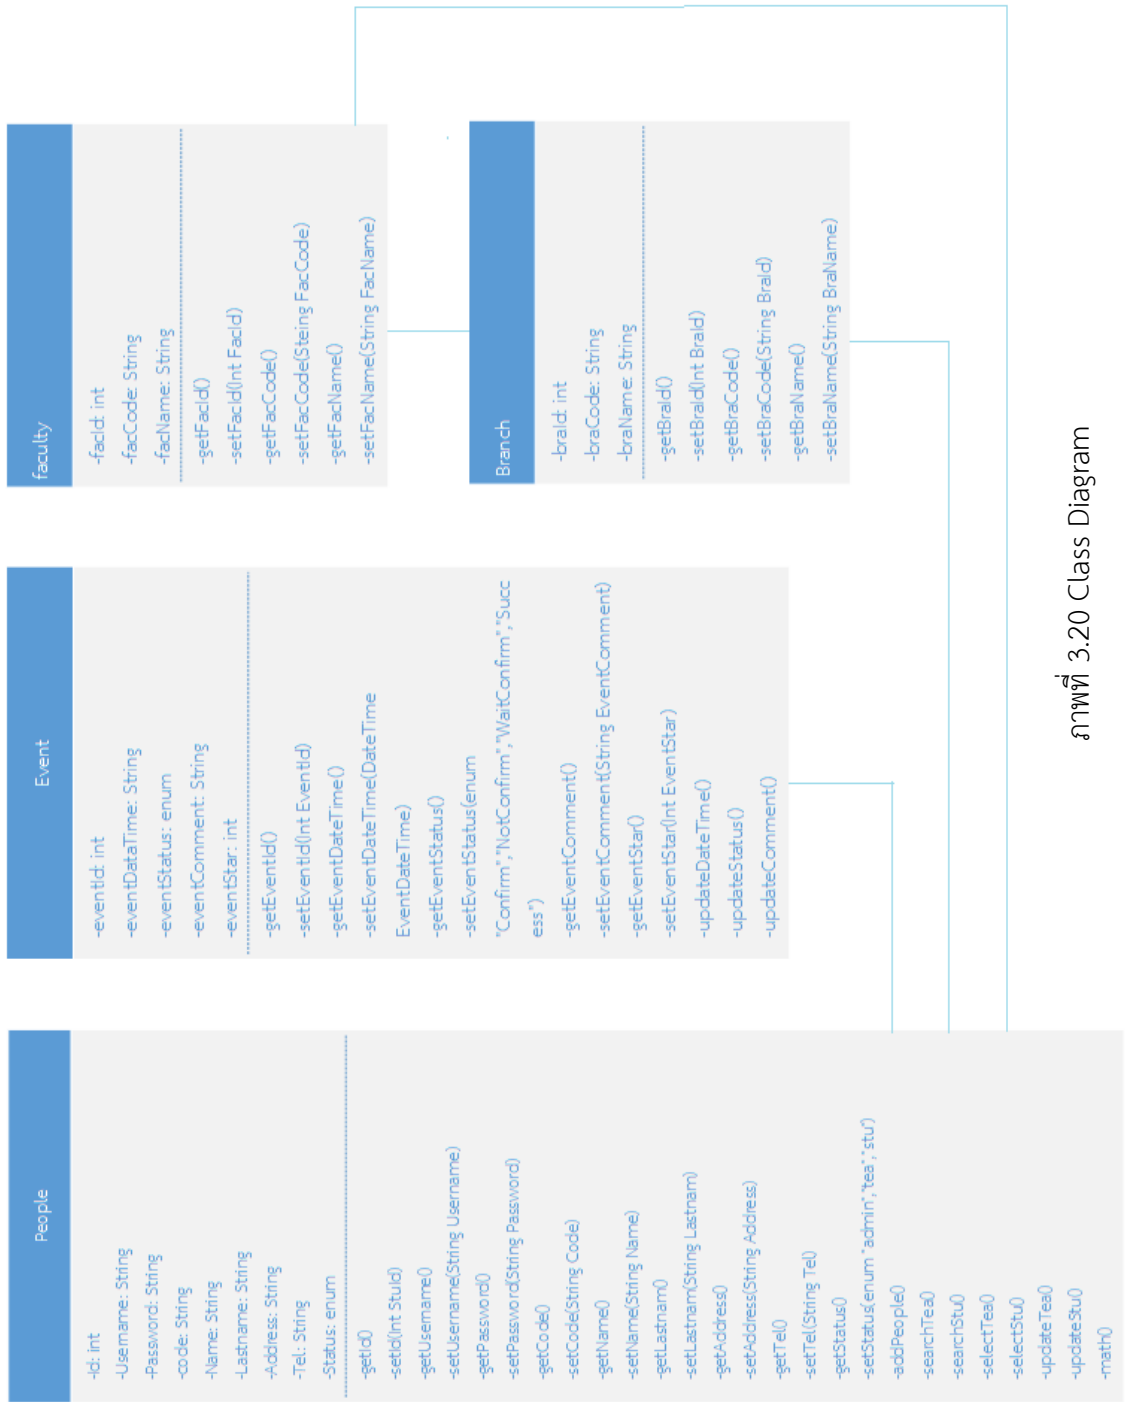 People
-Id: int
-Username: String
-Password: String
-code: String
-Name: String
-Lastname: String
-Address: String
-Tel: String
-Status: enum
-getId()
-setId(Int StuId)
-getUsername()
-setUsername(String Username)
-getPassword()
-setPassword(String Password)
-getCode()
-setCode(String Code)
-getName()
-setName(String Name)
-getLastnam()
-setLastnam(String Lastnam)
-getAddress()
-setAddress(String Address)
-getTel()
-setTel(String Tel)
-getStatus()
-setStatus(enum "admin","tea","stu")
-addPeople()
-searchTea()
-searchStu()
-selectTea()
-selectStu()
-updateTea()
-updateStu()
-math()
Event
-eventId: int
-eventDataTime: String
-eventStatus: enum
-eventComment: String
-eventStar: int
-getEventId()
-setEventId(Int EventId)
-getEventDateTime()
-setEventDateTime(DateTime
EventDateTime)
-getEventStatus()
-setEventStatus(enum
"Confirm","NotConfirm","WaitConfirm","Succ
ess")
-getEventComment()
-setEventComment(String EventComment)
-getEventStar()
-setEventStar(Int EventStar)
-updateDateTime()
-updateStatus()
-updateComment()
faculty
-facId: int
-facCode: String
-facName: String
-getFacId()
-setFacId(Int FacId)
-getFacCode()
-setFacCode(Steing FacCode)
-getFacName()
-setFacName(String FacName)
Branch
-braId: int
-braCode: String
-braName: String
-getBraId()
-setBraId(Int BraId)
-getBraCode()
-setBraCode(String BraId)
-getBraName()
-setBraName(String BraName)
ภาพที่ 3.20 Class Diagram